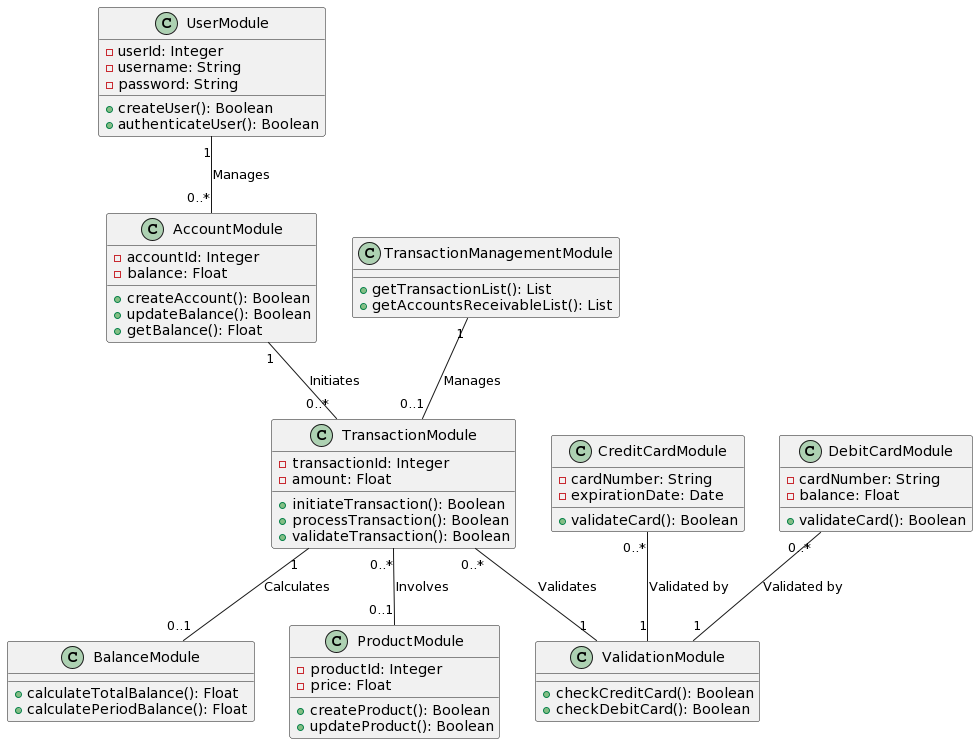 C UserModule
userId: Integer
username: String
password: String
createUser(): Boolean
authenticateUser(): Boolean
1
Manages
0..*
C AccountModule
accountId: Integer
balance: Float
createAccount(): Boolean
updateBalance(): Boolean
getBalance(): Float
C TransactionManagementModule
getTransactionList(): List
getAccountsReceivableList(): List
1
Initiates
0..*
1
Manages
0..1
C TransactionModule
transactionId: Integer
amount: Float
initiateTransaction(): Boolean
processTransaction(): Boolean
validateTransaction(): Boolean
C CreditCardModule
cardNumber: String
expirationDate: Date
validateCard(): Boolean
C DebitCardModule
cardNumber: String
balance: Float
validateCard(): Boolean
1
Calculates
0..1
0..*
Involves
0..1
0..*
Validates
1
0..*
Validated by
1
0..*
Validated by
1
C BalanceModule
calculateTotalBalance(): Float
calculatePeriodBalance(): Float
C ProductModule
productId: Integer
price: Float
createProduct(): Boolean
updateProduct(): Boolean
C ValidationModule
checkCreditCard(): Boolean
checkDebitCard(): Boolean